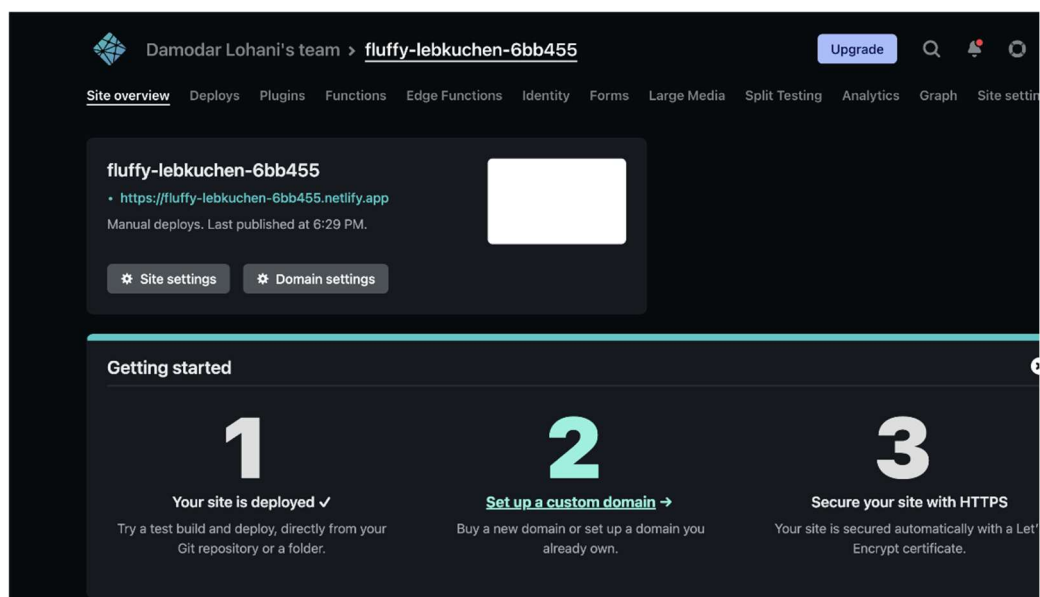 Damodar Lohani's team > fluffy-lebkuchen-6bb455 Upgrade
Site overview Deploys Plugins Functions Edge Functions Identity Forms Large Media Split Testing Analytics Graph Site settin
fluffy-lebkuchen-6bb455
• https://fluffy-lebkuchen-6bb455.netlify.app
Manual deploys. Last published at 6:29 PM.
Site settings Domain settings
Getting started
1 2 3
Your site is deployed ✓ Set up a custom domain → Secure your site with HTTPS
Try a test build and deploy, directly from your Buy a new domain or set up a domain you Your site is secured automatically with a Let'
Git repository or a folder. already own. Encrypt certificate.